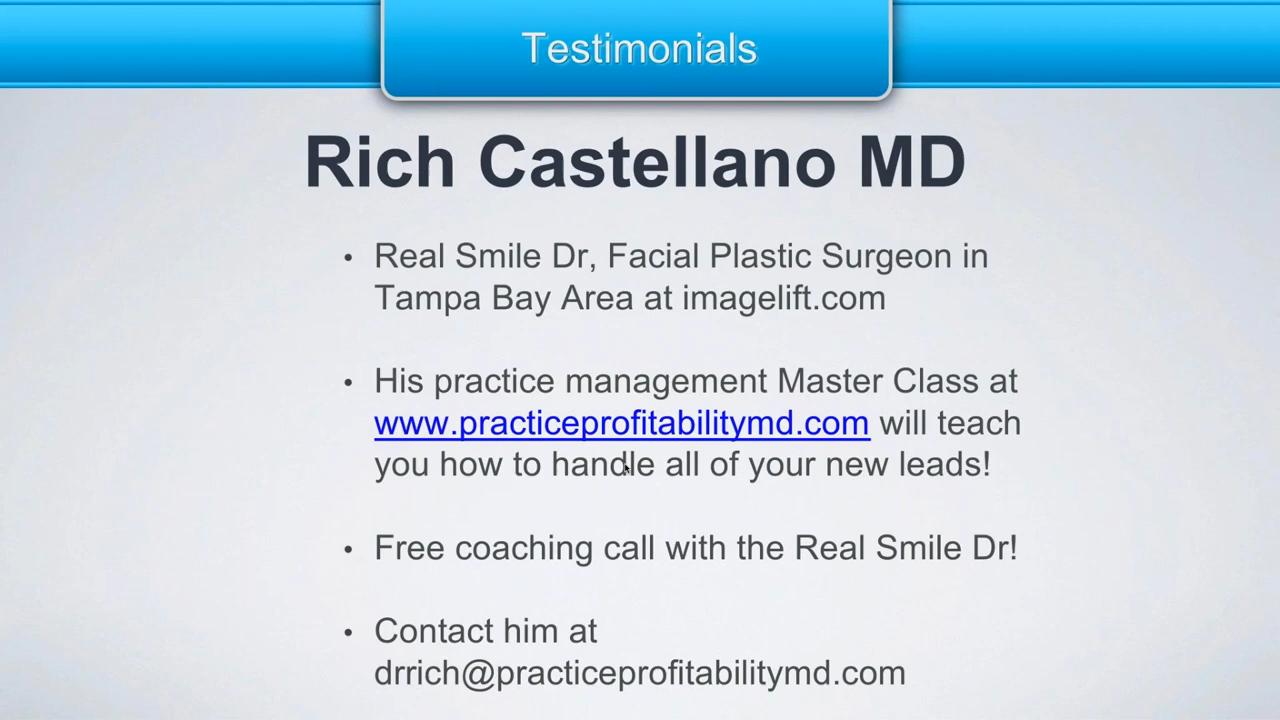 Testimonials
Rich Castellano MD
• Real Smile Dr, Facial Plastic Surgeon in
Tampa Bay Area at imagelift.com
• His practice management Master Class at
www.practiceprofitabilitymd.com will teach
you how to handle all of your new leads!
• Free coaching call with the Real Smile Dr!
• Contact him at
drrich@practiceprofitabilitymd.com